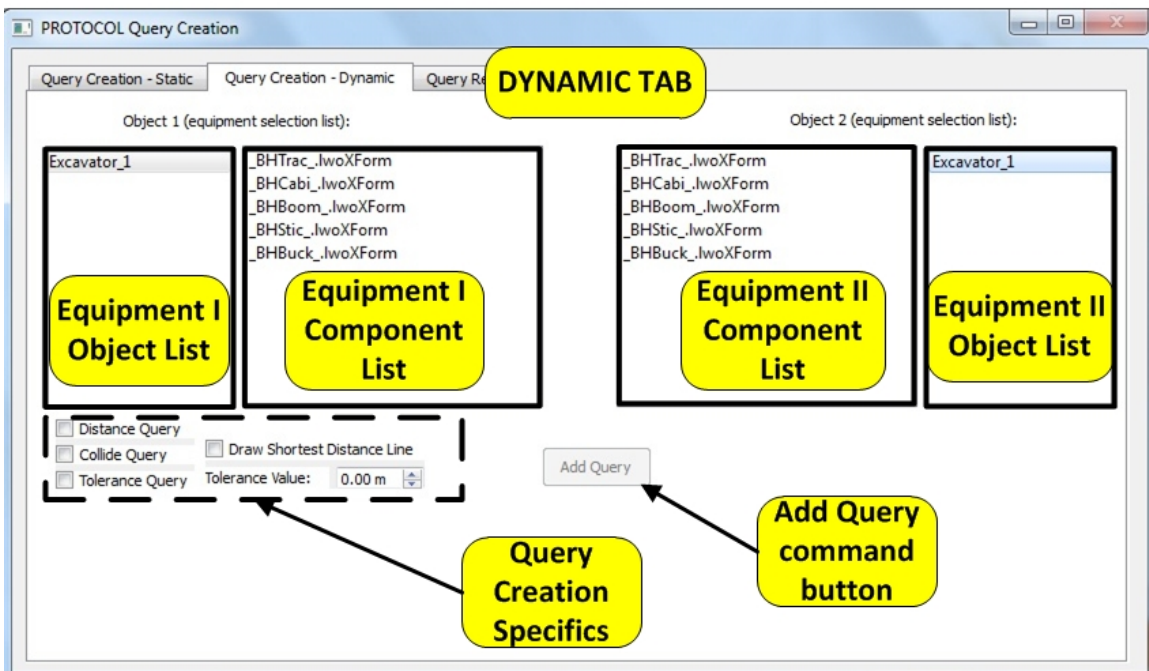 PROTOCOL Query Creation
Query Creation - Static
Query Creation - Dynamic
Query Re
DYNAMIC TAB
Object 1 (equipment selection list):
Object 2 (equipment selection list):
Excavator_1
_BHTrac_.lwoXForm
_BHCabi_.lwoXForm
_BHBoom_.lwoXForm
_BHStic_.lwoXForm
_BHBuck_.lwoXForm
_BHTrac_.lwoXForm
_BHCabi_.lwoXForm
_BHBoom_.lwoXForm
_BHStic_.lwoXForm
_BHBuck_.lwoXForm
Excavator_1
Equipment I
Object List
Equipment I
Component
List
Equipment II
Component
List
Equipment II
Object List
Distance Query
Collide Query
Draw Shortest Distance Line
Tolerance Query
Tolerance Value:
0.00 m
Add Query
Query
Creation
Specifics
Add Query
command
button